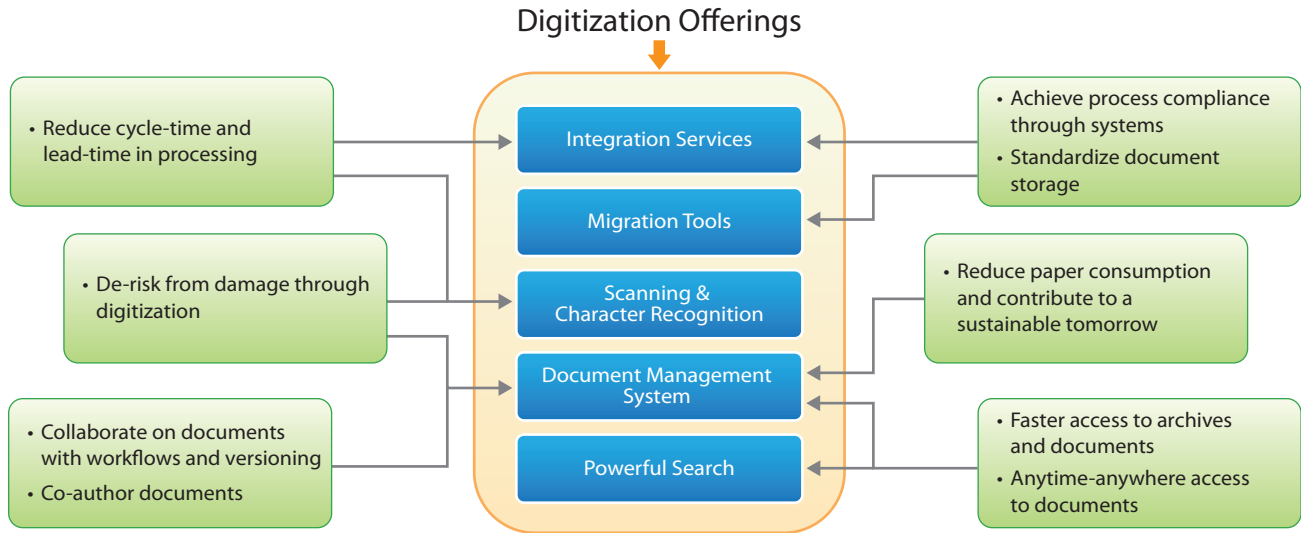 Digitization Offerings
• Reduce cycle-time and
lead-time in processing
• De-risk from damage through
digitization
• Collaborate on documents
with workflows and versioning
• Co-author documents
Integration Services
Migration Tools
Scanning &
Character Recognition
Document Management
System
Powerful Search
• Achieve process compliance
through systems
• Standardize document
storage
• Reduce paper consumption
and contribute to a
sustainable tomorrow
• Faster access to archives
and documents
• Anytime-anywhere access
to documents